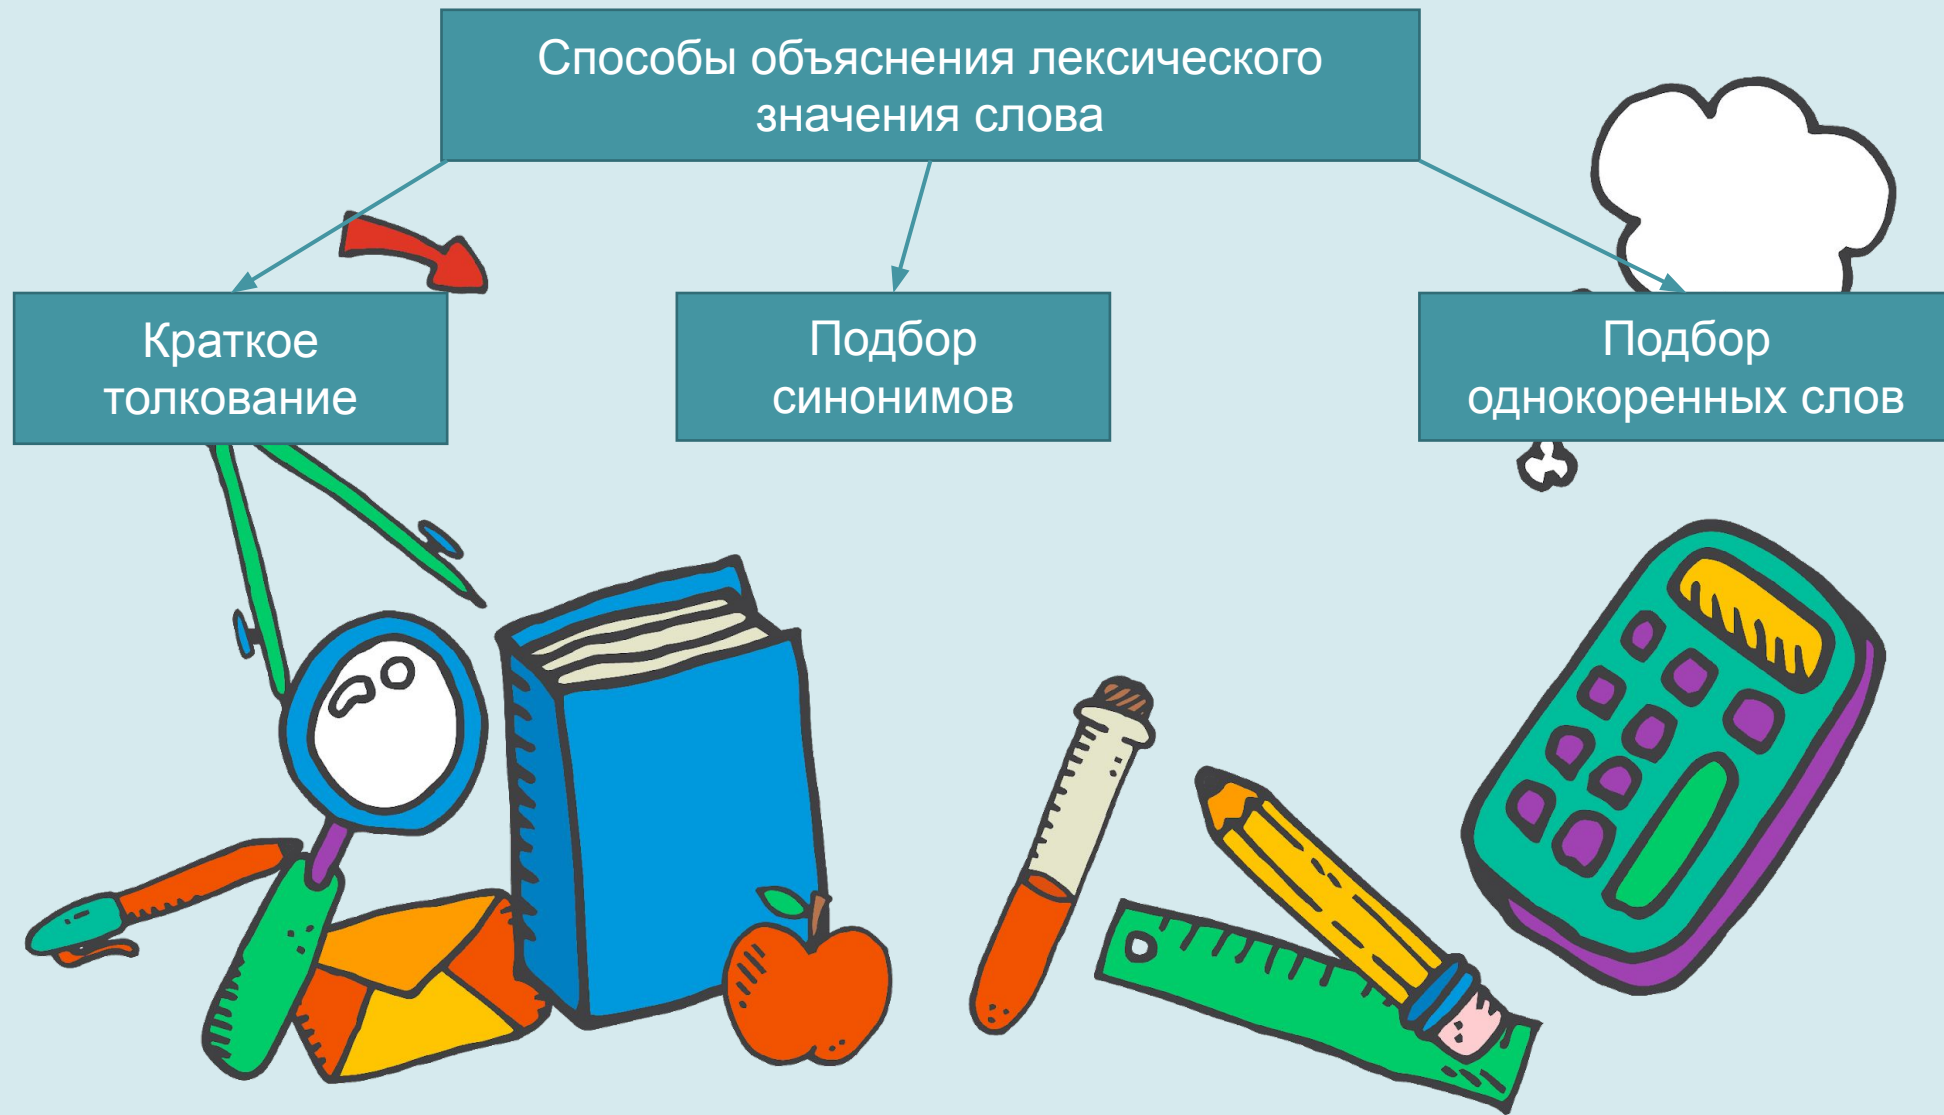 Способы объяснения лексического
значения слова
Краткое
толкование
Подбор
синонимов
Подбор
однокоренных слов